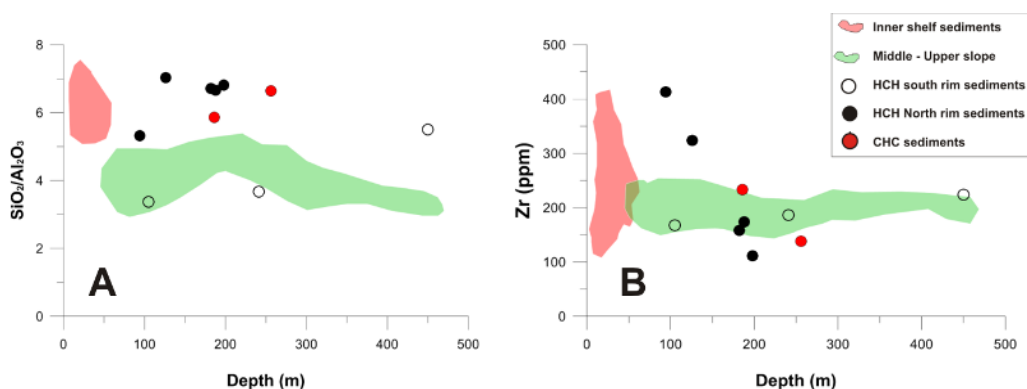 8
6
4
2
0
SiO₂/Al₂O₃
A
0
100
200
300
400
500
Depth (m)
500
400
300
200
100
0
Zr (ppm)
B
0
100
200
300
400
500
Depth (m)
Inner shelf sediments
Middle - Upper slope
HCH south rim sediments
HCH North rim sediments
CHC sediments